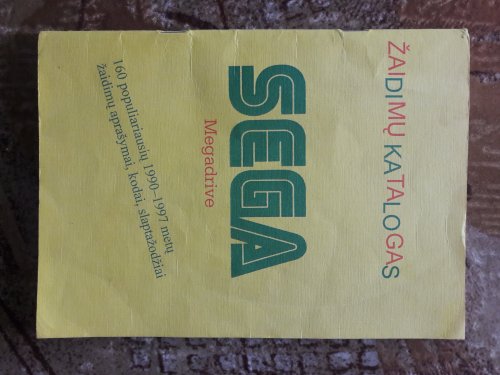 ŽAIDIMŲ KATALOGAS
SEGA
Megadrive
160 populiariausių 1990–1997 metų
žaidimų aprašymai, kodai, slaptažodžiai